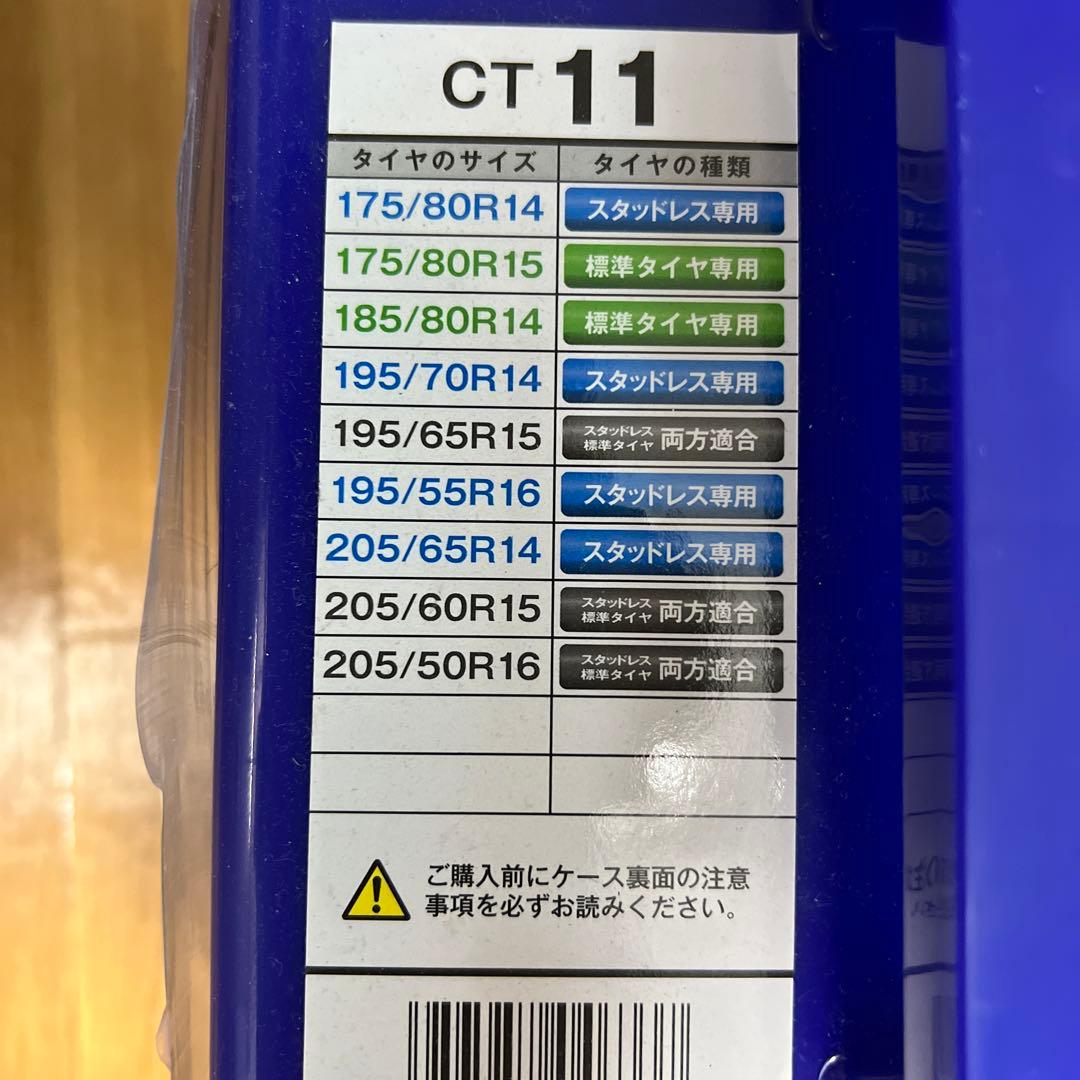 CT 11
タイヤのサイズ タイヤの種類
175/80R14 スタッドレス専用
175/80R15 標準タイヤ専用
185/80R14 標準タイヤ専用
195/70R14 スタッドレス専用
195/65R15 スタッドレス 標準タイヤ 両方適合
195/55R16 スタッドレス専用
205/65R14 スタッドレス専用
205/60R15 スタッドレス 標準タイヤ 両方適合
205/50R16 スタッドレス 標準タイヤ 両方適合
ご購入前にケース裏面の注意
事項を必ずお読みください。